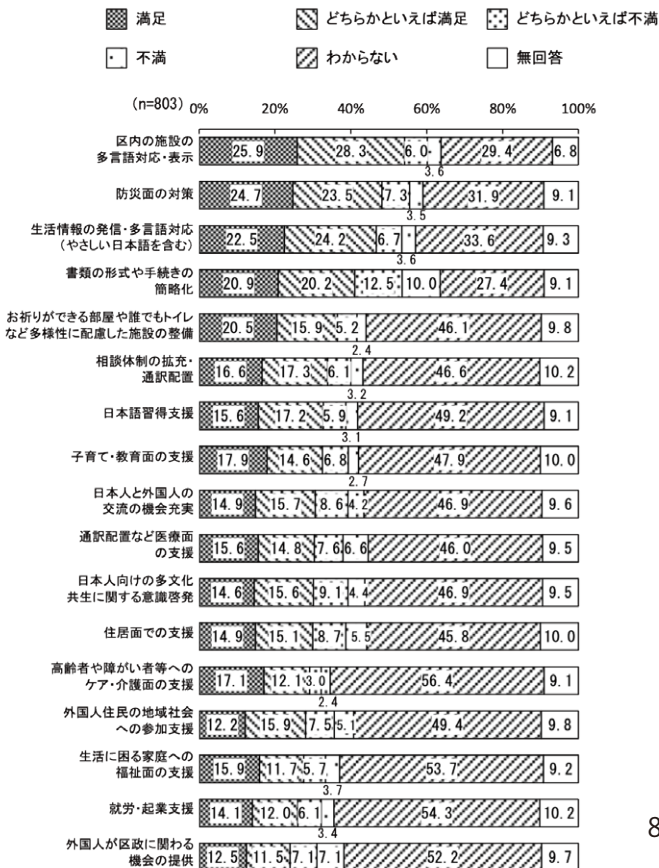 満足 どちらかといえば満足 どちらかといえば不満
不満 わからない 無回答
(n=803) 0% 20% 40% 60% 80% 100%
区内の施設の
多言語対応・表示
25.9 28.3 6.0 29.4 6.8
3.6
防災面の対策
24.7 23.5 7.3 31.9 9.1
3.5
生活情報の発信・多言語対応
(やさしい日本語を含む)
22.5 24.2 6.7 33.6 9.3
3.6
書類の形式や手続きの
簡略化
20.9 20.2 12.5 10.0 27.4 9.1
お祈りができる部屋や誰でもトイレ
など多様性に配慮した施設の整備
20.5 15.9 5.2 46.1 9.8
2.4
相談体制の拡充・
通訳配置
16.6 17.3 6.1 46.6 10.2
3.2
日本語習得支援
15.6 17.2 5.9 49.2 9.1
3.1
子育て・教育面の支援
17.9 14.6 6.8 47.9 10.0
2.7
日本人と外国人の
交流の機会充実
14.9 15.7 8.6 4.2 46.9 9.6
通訳配置など医療面
の支援
15.6 14.8 7.6 6.6 46.0 9.5
日本人向けの多文化
共生に関する意識啓発
14.6 15.6 9.1 4.4 46.9 9.5
住居面での支援
14.9 15.1 8.7 5.5 45.8 10.0
高齢者や障がい者等への
ケア・介護面の支援
17.1 12.1 3.0 56.4 9.1
2.4
外国人住民の地域社会
への参加支援
12.2 15.9 7.5 5.1 49.4 9.8
生活に困る家庭への
福祉面の支援
15.9 11.7 5.7 53.7 9.2
3.7
就労・起業支援
14.1 12.0 6.1 54.3 10.2
3.4
外国人が区政に関わる
機会の提供
12.5 11.5 7.1 7.1 52.2 9.7
8